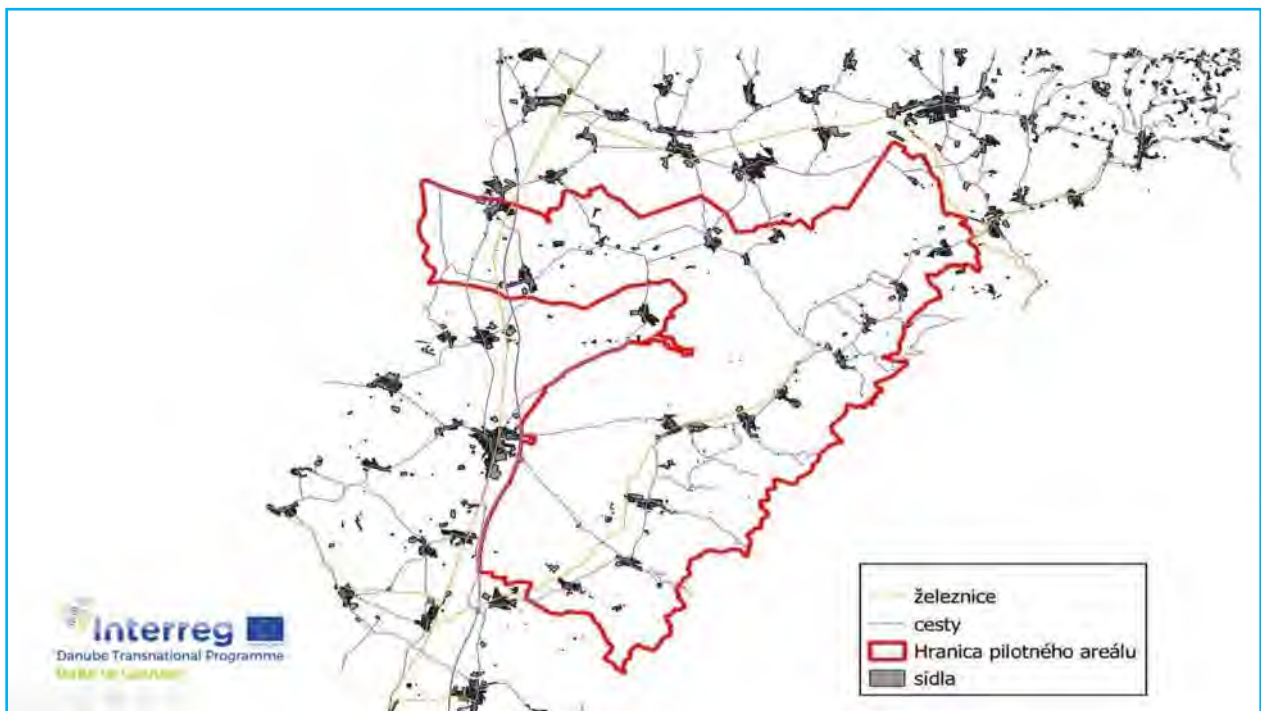 Interreg
Danube Transnational Programme
železnice
cesty
Hranica pilotného areálu
sídla